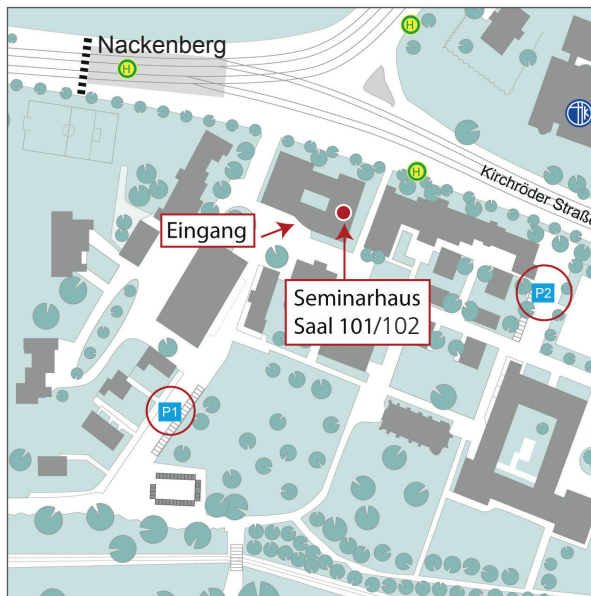 Nackenberg
H
H
H
Kirchröder Straße
Eingang
Seminarhaus
Saal 101/102
P2
P1